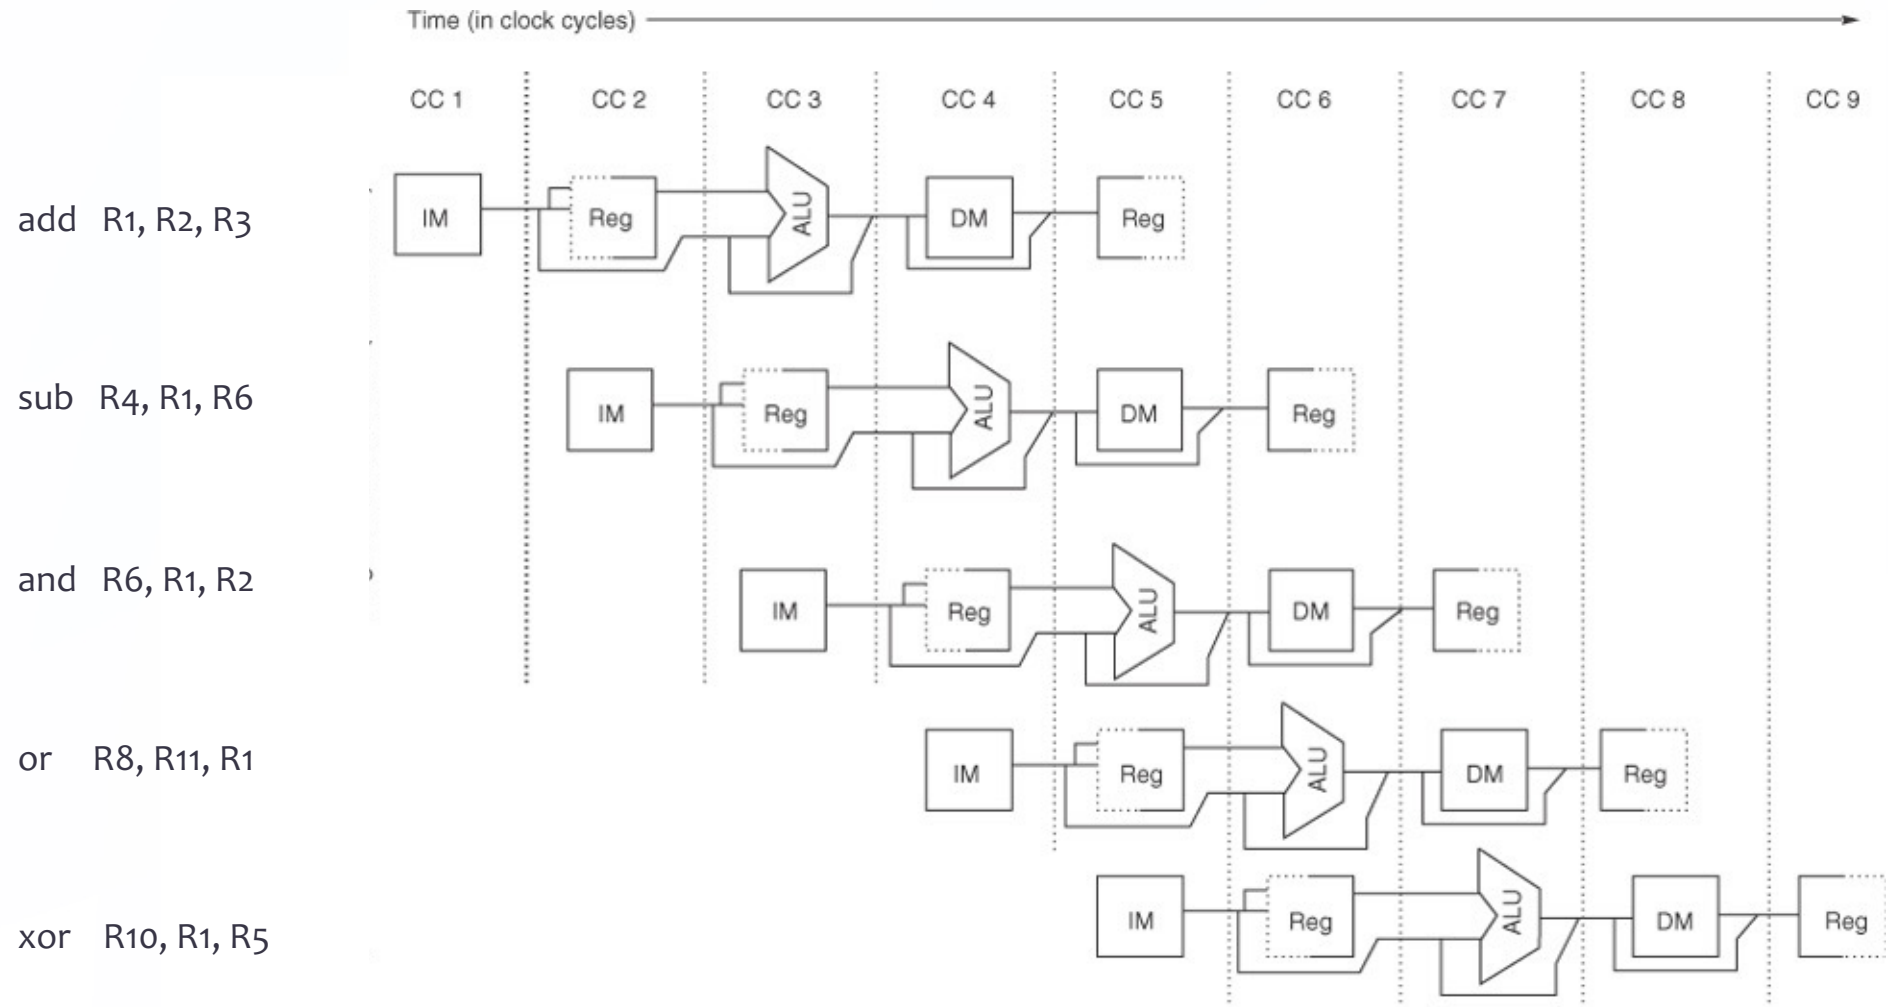 Time (in clock cycles)
CC 1 CC 2 CC 3 CC 4 CC 5 CC 6 CC 7 CC 8 CC 9
add R1, R2, R3 IM Reg ALU DM Reg
sub R4, R1, R6 IM Reg ALU DM Reg
and R6, R1, R2 IM Reg ALU DM Reg
or R8, R11, R1 IM Reg ALU DM Reg
xor R10, R1, R5 IM Reg ALU DM Reg